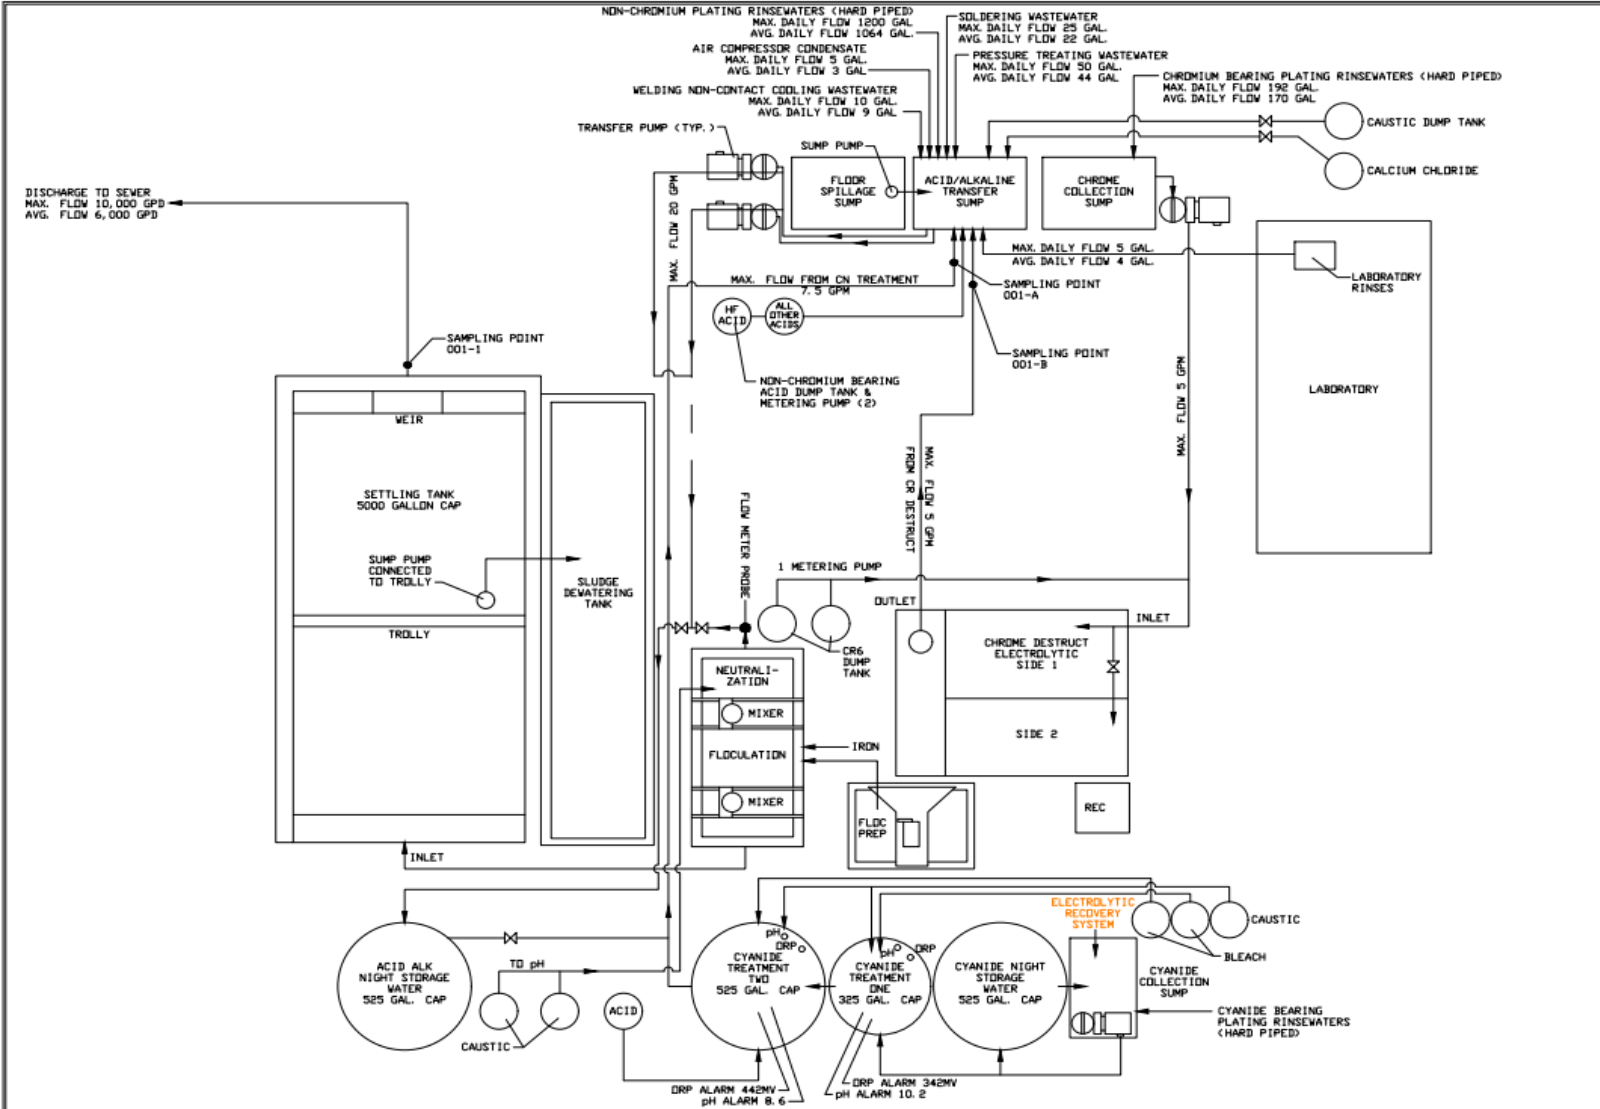 NON-CHROMIUM PLATING RINSEWATERS (HARD PIPED)
MAX. DAILY FLOW 1200 GAL
AVG. DAILY FLOW 1064 GAL.
AIR COMPRESSOR CONDENSATE
MAX. DAILY FLOW 5 GAL.
AVG. DAILY FLOW 3 GAL
WELDING NON-CONTACT COOLING WASTEWATER
MAX. DAILY FLOW 10 GAL.
AVG. DAILY FLOW 9 GAL
SOLDERING WASTEWATER
MAX. DAILY FLOW 25 GAL.
AVG. DAILY FLOW 22 GAL.
PRESSURE TREATING WASTEWATER
MAX. DAILY FLOW 50 GAL.
AVG. DAILY FLOW 44 GAL
CHROMIUM BEARING PLATING RINSEWATERS (HARD PIPED)
MAX. DAILY FLOW 192 GAL.
AVG. DAILY FLOW 170 GAL
CAUSTIC DUMP TANK
CALCIUM CHLORIDE
TRANSFER PUMP (TYP.)
SUMP PUMP
FLOOR
SPILLAGE
SUMP
ACID/ALKALINE
TRANSFER
SUMP
CHROME
COLLECTION
SUMP
DISCHARGE TO SEWER
MAX. FLOW 10,000 GPD
AVG. FLOW 6,000 GPD
MAX. FLOW 20 GPM
MAX. DAILY FLOW 5 GAL.
AVG. DAILY FLOW 4 GAL.
LABORATORY
RINSES
LABORATORY
MAX. FLOW FROM CN TREATMENT
7.5 GPM
SAMPLING POINT
001-A
HF
ACID
ALL
OTHER
ACIDS
SAMPLING POINT
001-B
NON-CHROMIUM BEARING
ACID DUMP TANK &
METERING PUMP (2)
SAMPLING POINT
001-1
MAX. FLOW 5 GPM
WEIR
SETTLING TANK
5000 GALLON CAP
SUMP PUMP
CONNECTED
TO TROLLY
TROLLY
SLUDGE
DEWATERING
TANK
INLET
FLOW METER PROBE
MAX. FLOW 5 GPM
FROM CR DESTRUCT
1 METERING PUMP
CR6
DUMP
TANK
OUTLET
INLET
CHROME DESTRUCT
ELECTROLYTIC
SIDE 1
SIDE 2
NEUTRALI-
ZATION
MIXER
FLOCULATION
IRON
MIXER
FLOC
PREP
REC
ACID ALK
NIGHT STORAGE
WATER
525 GAL. CAP
TO pH
CAUSTIC
ACID
pH
ORP
CYANIDE
TREATMENT
TWO
525 GAL. CAP
pH
ORP
CYANIDE
TREATMENT
ONE
325 GAL. CAP
CYANIDE NIGHT
STORAGE
WATER
525 GAL. CAP
ELECTROLYTIC
RECOVERY
SYSTEM
CAUSTIC
BLEACH
CYANIDE
COLLECTION
SUMP
CYANIDE BEARING
PLATING RINSEWATERS
(HARD PIPED)
ORP ALARM 442MV
pH ALARM 8.6
ORP ALARM 342MV
pH ALARM 10.2